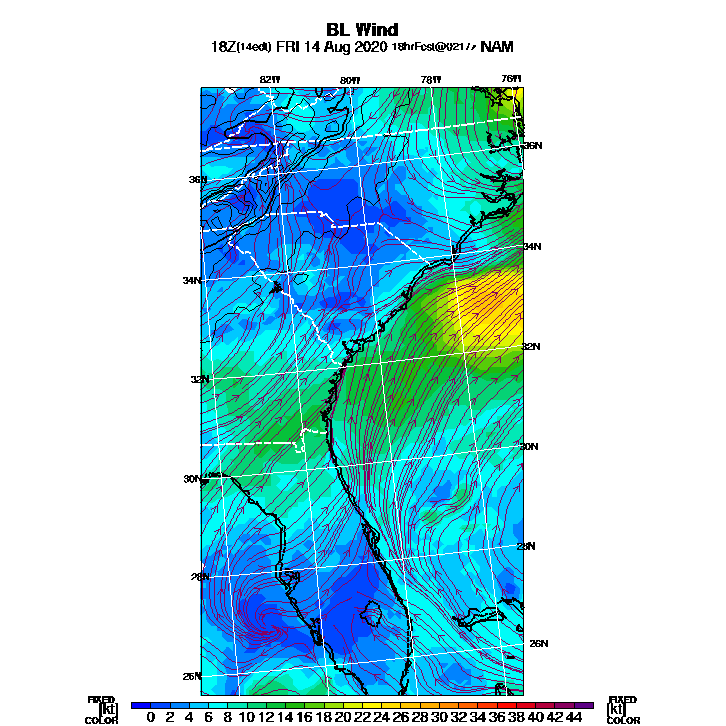 BL Wind
18Z(14edt) FRI 14 Aug 2020 18hrFcst@0217z NAM
82W 80W 78W 76W
36N
36N
34N
34N
32N
32N
30N
30N
28N
28N
26N
26N
FIXED FIXED
[kt] 0 2 4 6 8 10 12 14 16 18 20 22 24 26 28 30 32 34 36 38 40 42 44 [kt]
COLOR COLOR